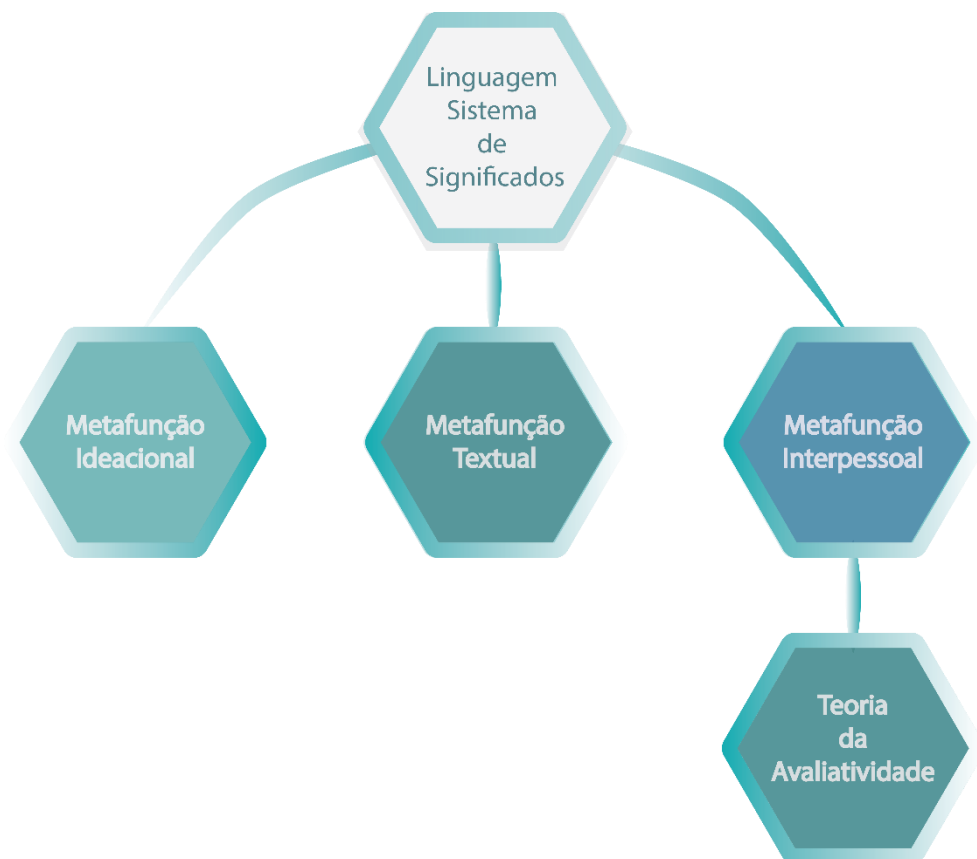 Linguagem
Sistema
de
Significados
Metafunção
Ideacional
Metafunção
Textual
Metafunção
Interpessoal
Teoria
da
Avaliatividade